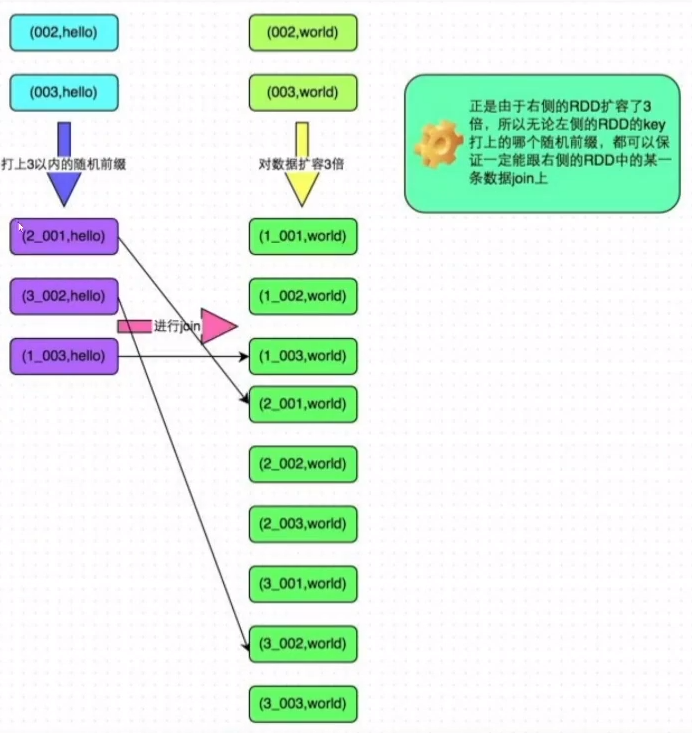 (002,hello)
(002,world)
(003,hello)
(003,world)
正是由于右侧的RDD扩容了3
倍，所以无论左侧的RDD的key
打上的哪个随机前缀，都可以保
证一定能跟右侧的RDD中的某一
条数据join上
打上3以内的随机前缀
对数据扩容3倍
(2_001,hello)
(1_001,world)
(3_002,hello)
(1_002,world)
进行join
(1_003,hello)
(1_003,world)
(2_001,world)
(2_002,world)
(2_003,world)
(3_001,world)
(3_002,world)
(3_003,world)